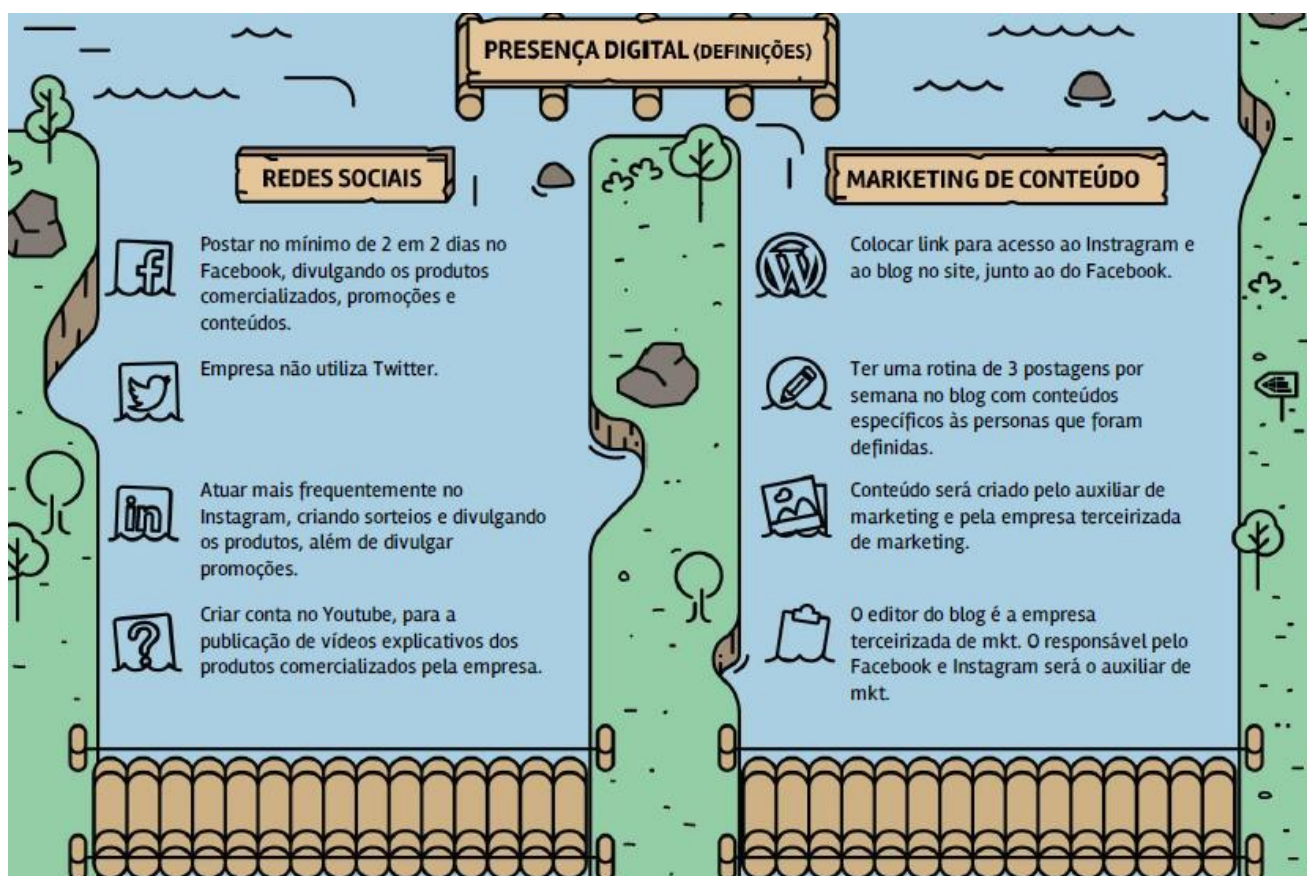 PRESENÇA DIGITAL (DEFINIÇÕES)
REDES SOCIAIS
Postar no mínimo de 2 em 2 dias no
Facebook, divulgando os produtos
comercializados, promoções e
conteúdos.
Empresa não utiliza Twitter.
in
Atuar mais frequentemente no
Instagram, criando sorteios e divulgando
os produtos, além de divulgar
promoções.
?
Criar conta no Youtube, para a
publicação de vídeos explicativos dos
produtos comercializados pela empresa.
MARKETING DE CONTEÚDO
Colocar link para acesso ao Instragram e
ao blog no site, junto ao do Facebook.
Ter uma rotina de 3 postagens por
semana no blog com conteúdos
específicos às personas que foram
definidas.
Conteúdo será criado pelo auxiliar de
marketing e pela empresa terceirizada
de marketing.
O editor do blog é a empresa
terceirizada de mkt. O responsável pelo
Facebook e Instagram será o auxiliar de
mkt.